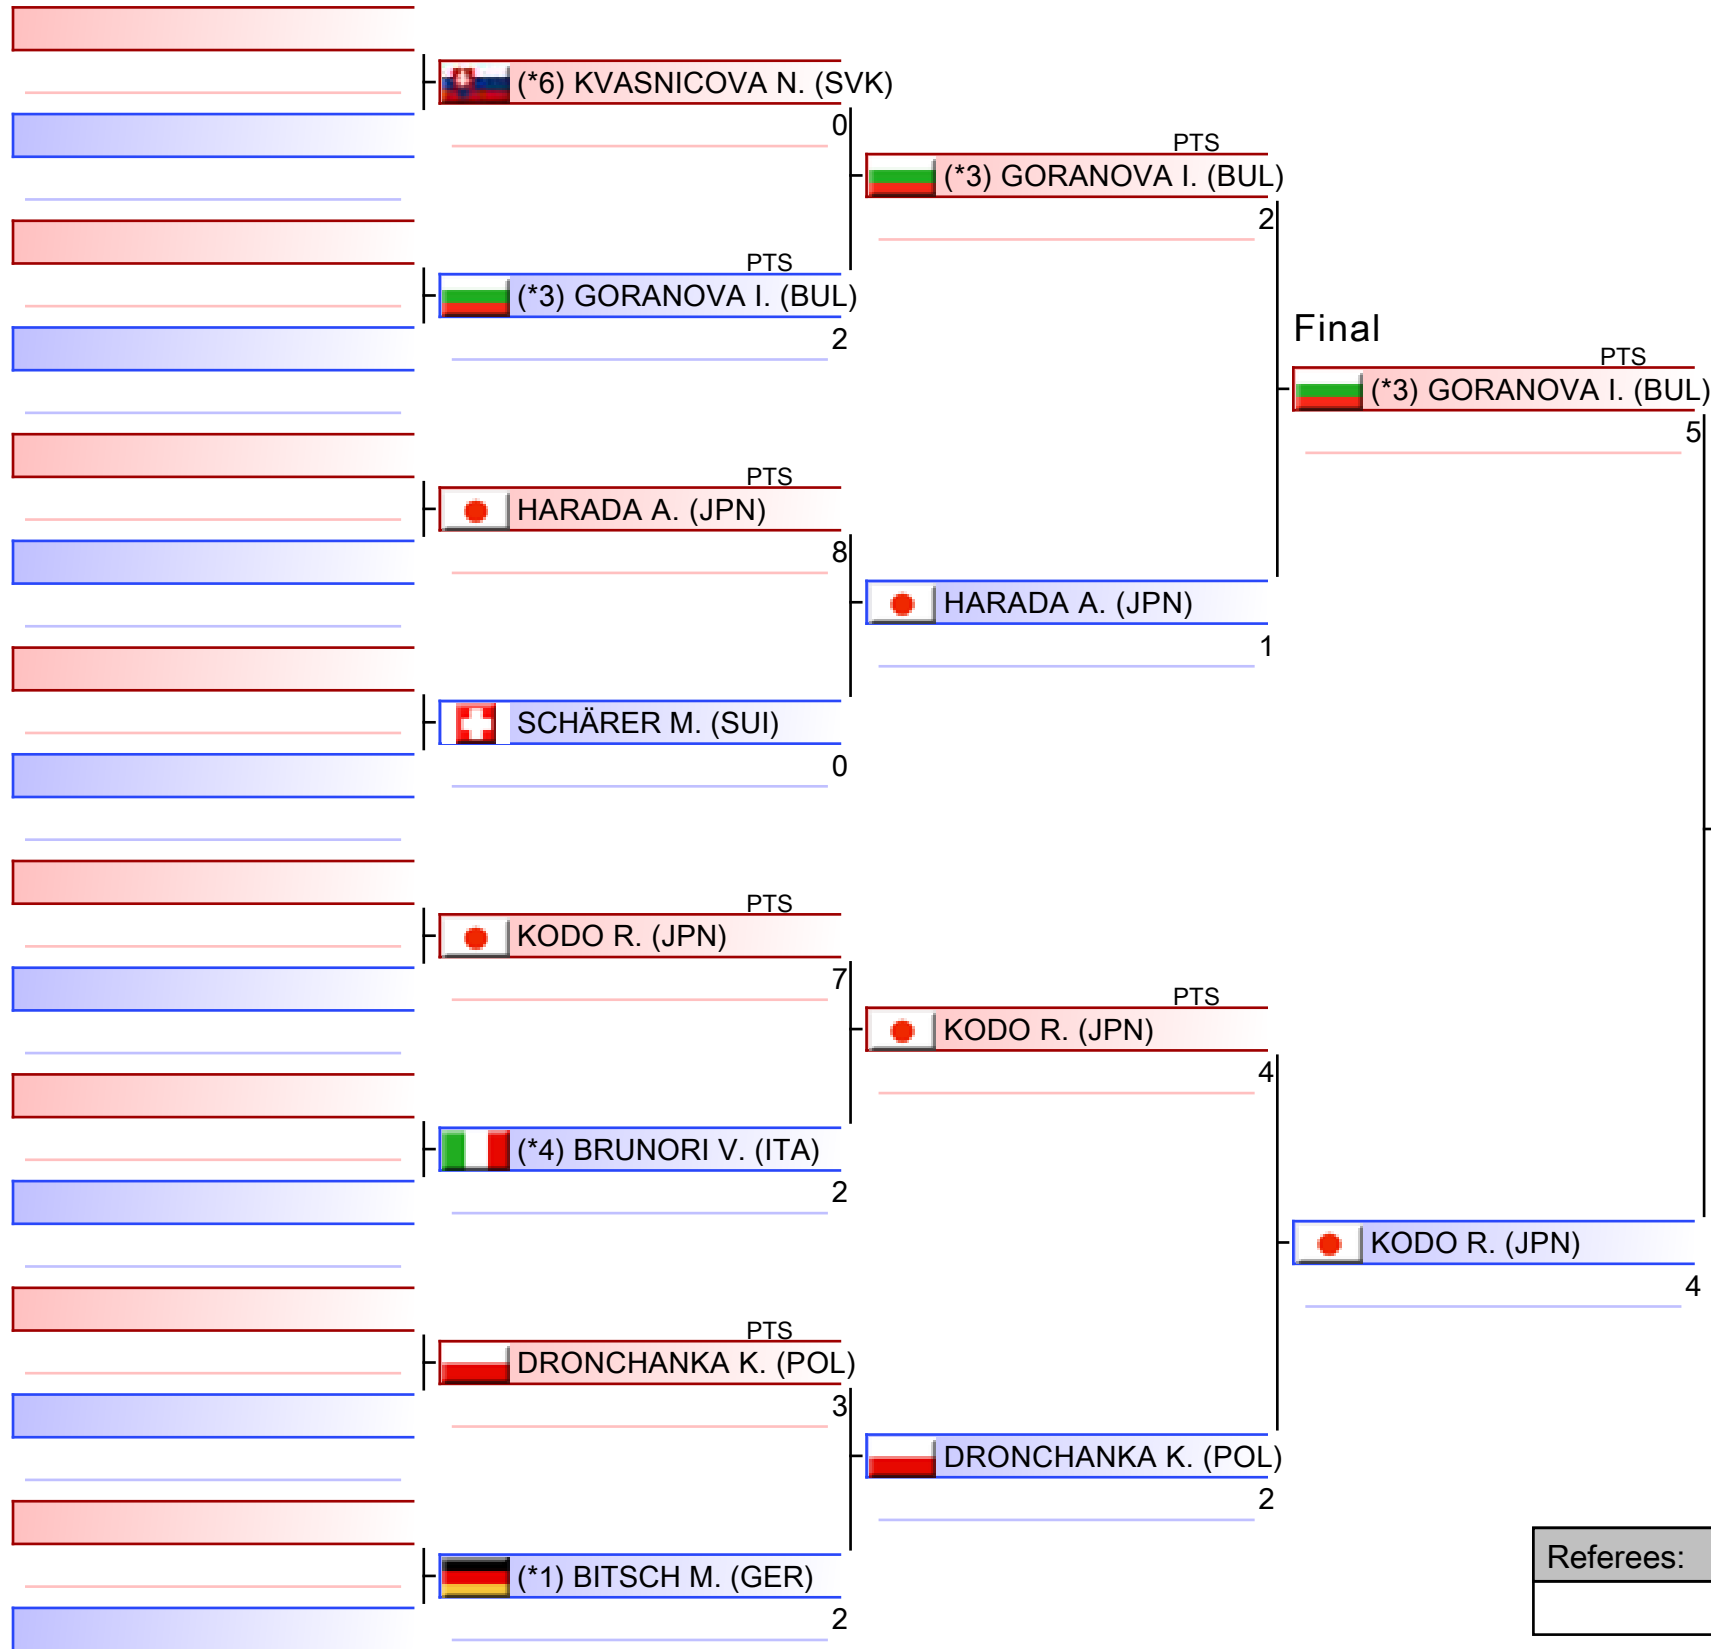 (*6) KVASNICOVA N. (SVK)
0
PTS
(*3) GORANOVA I. (BUL)
2
PTS
(*3) GORANOVA I. (BUL)
2
Final
PTS
(*3) GORANOVA I. (BUL)
5
PTS
HARADA A. (JPN)
8
HARADA A. (JPN)
1
SCHÄRER M. (SUI)
0
PTS
KODO R. (JPN)
7
PTS
KODO R. (JPN)
4
(*4) BRUNORI V. (ITA)
2
KODO R. (JPN)
4
PTS
DRONCHANKA K. (POL)
3
DRONCHANKA K. (POL)
2
(*1) BITSCH M. (GER)
2
Referees: